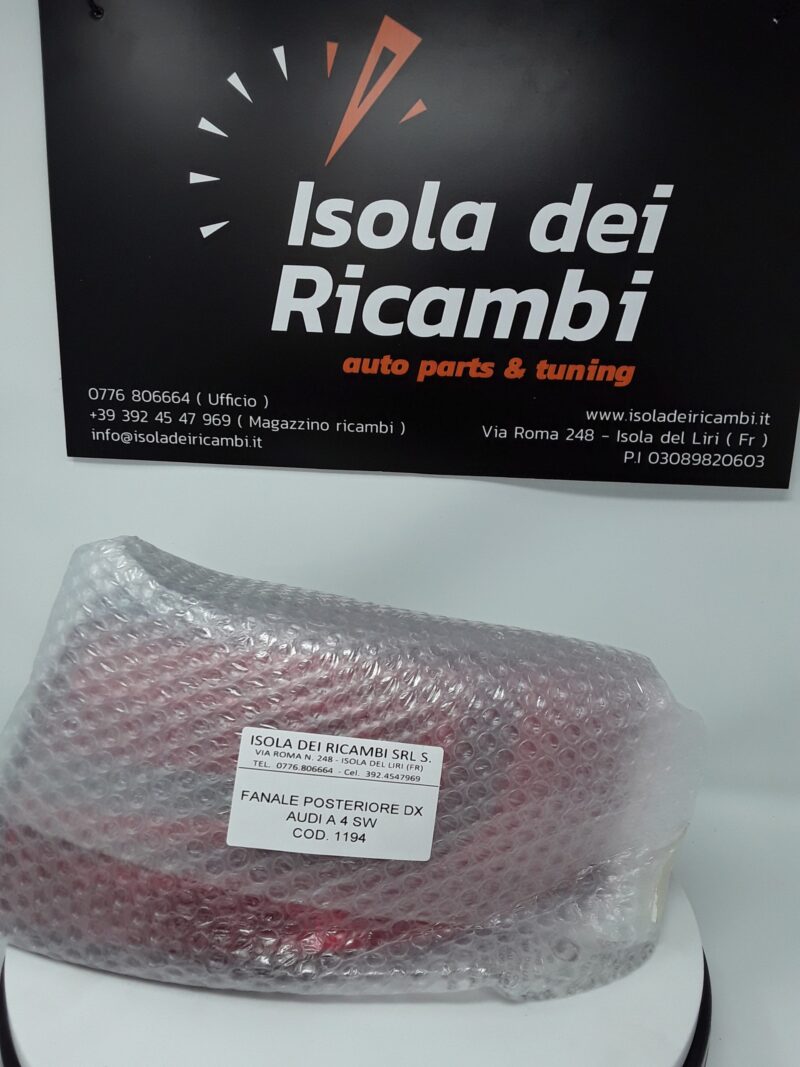 Isola dei
Ricambi
auto parts & tuning
0776 806664 ( Ufficio )
+39 392 45 47 969 ( Magazzino ricambi )
info@isoladeiricambi.it
www.isoladeiricambi.it
Via Roma 248 - Isola del Liri ( Fr )
P.I 03089820603
ISOLA DEI RICAMBI SRL S.
VIA ROMA N. 248 - ISOLA DEL LIRI (FR)
TEL. 0776.806664 - Cel. 392.4547969
FANALE POSTERIORE DX
AUDI A 4 SW
COD. 1194